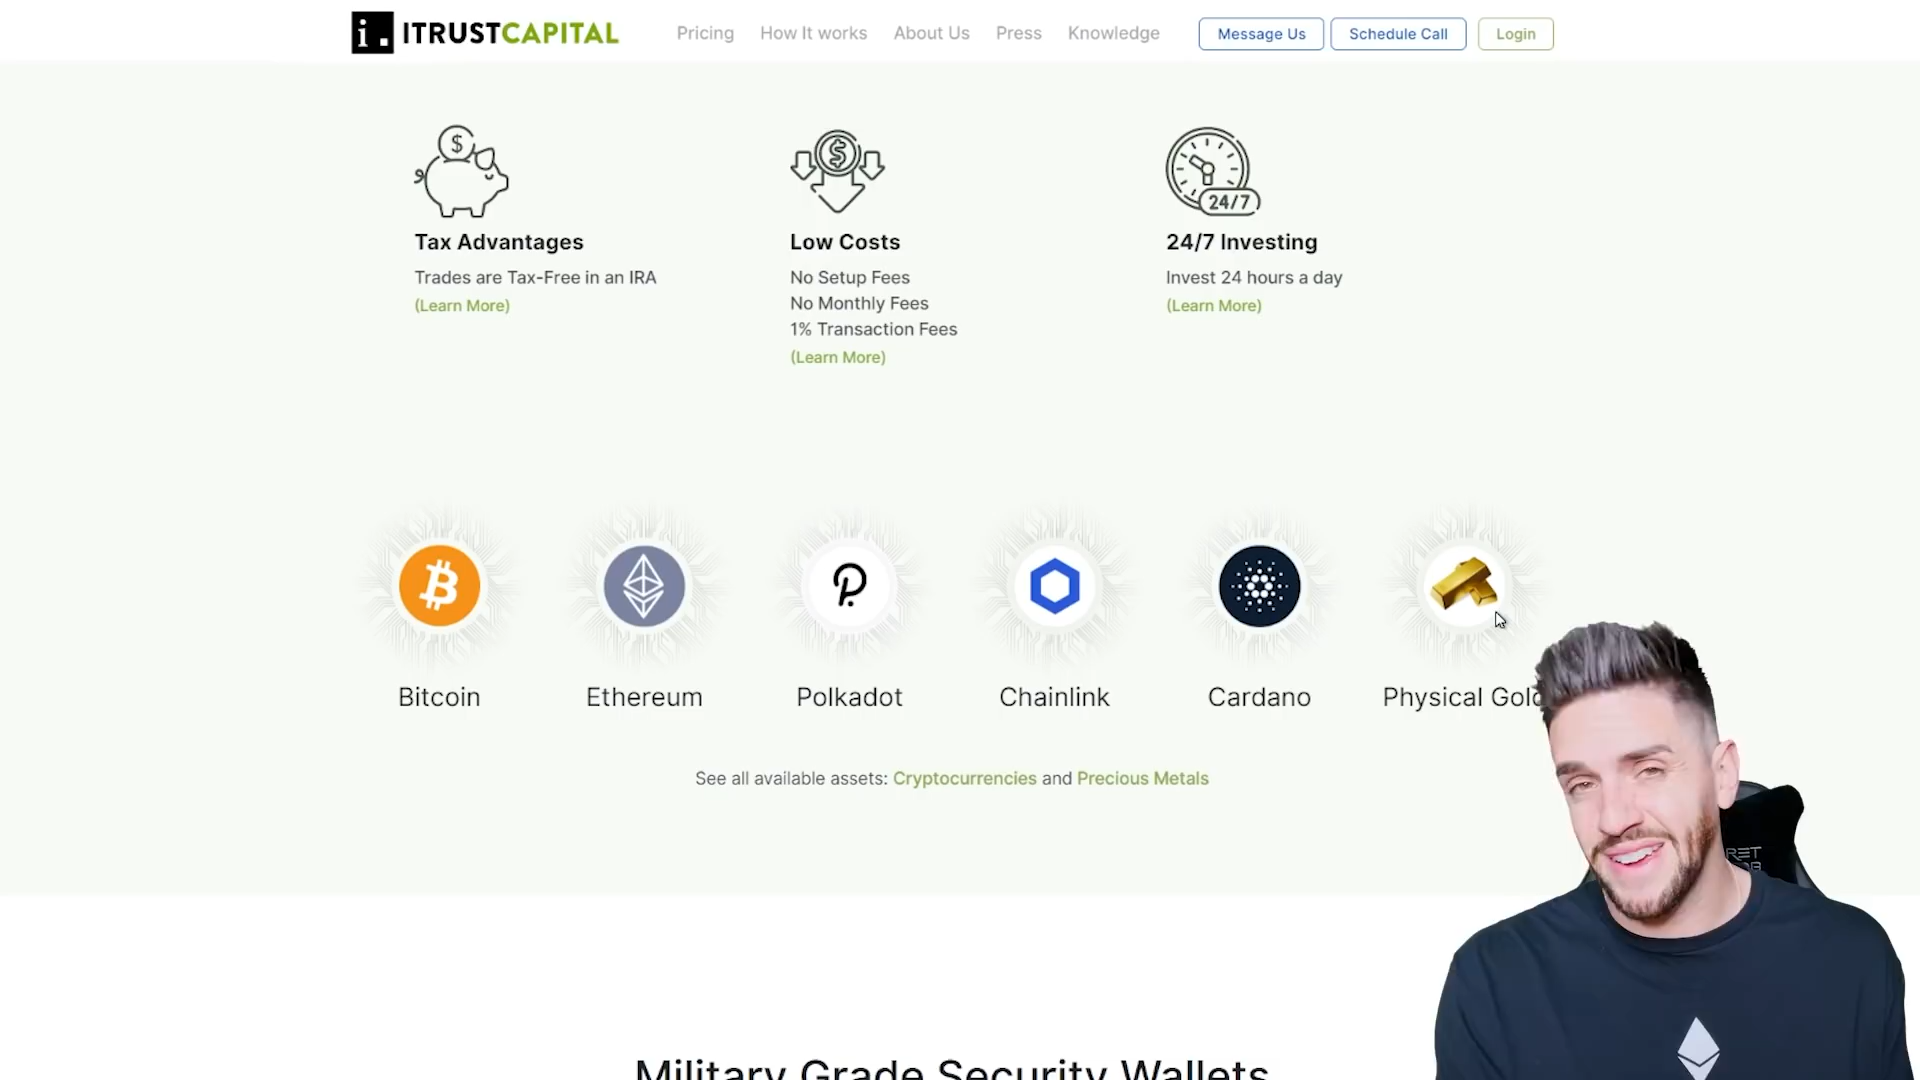 i. ITRUSTCAPITAL
Pricing How It works About Us Press Knowledge Message Us Schedule Call Login
$ $ 24/7
Tax Advantages
Trades are Tax-Free in an IRA
(Learn More)
Low Costs
No Setup Fees
No Monthly Fees
1% Transaction Fees
(Learn More)
24/7 Investing
Invest 24 hours a day
(Learn More)
Bitcoin Ethereum Polkadot Chainlink Cardano Physical Gold
See all available assets: Cryptocurrencies and Precious Metals
Military Grade Security Wallets